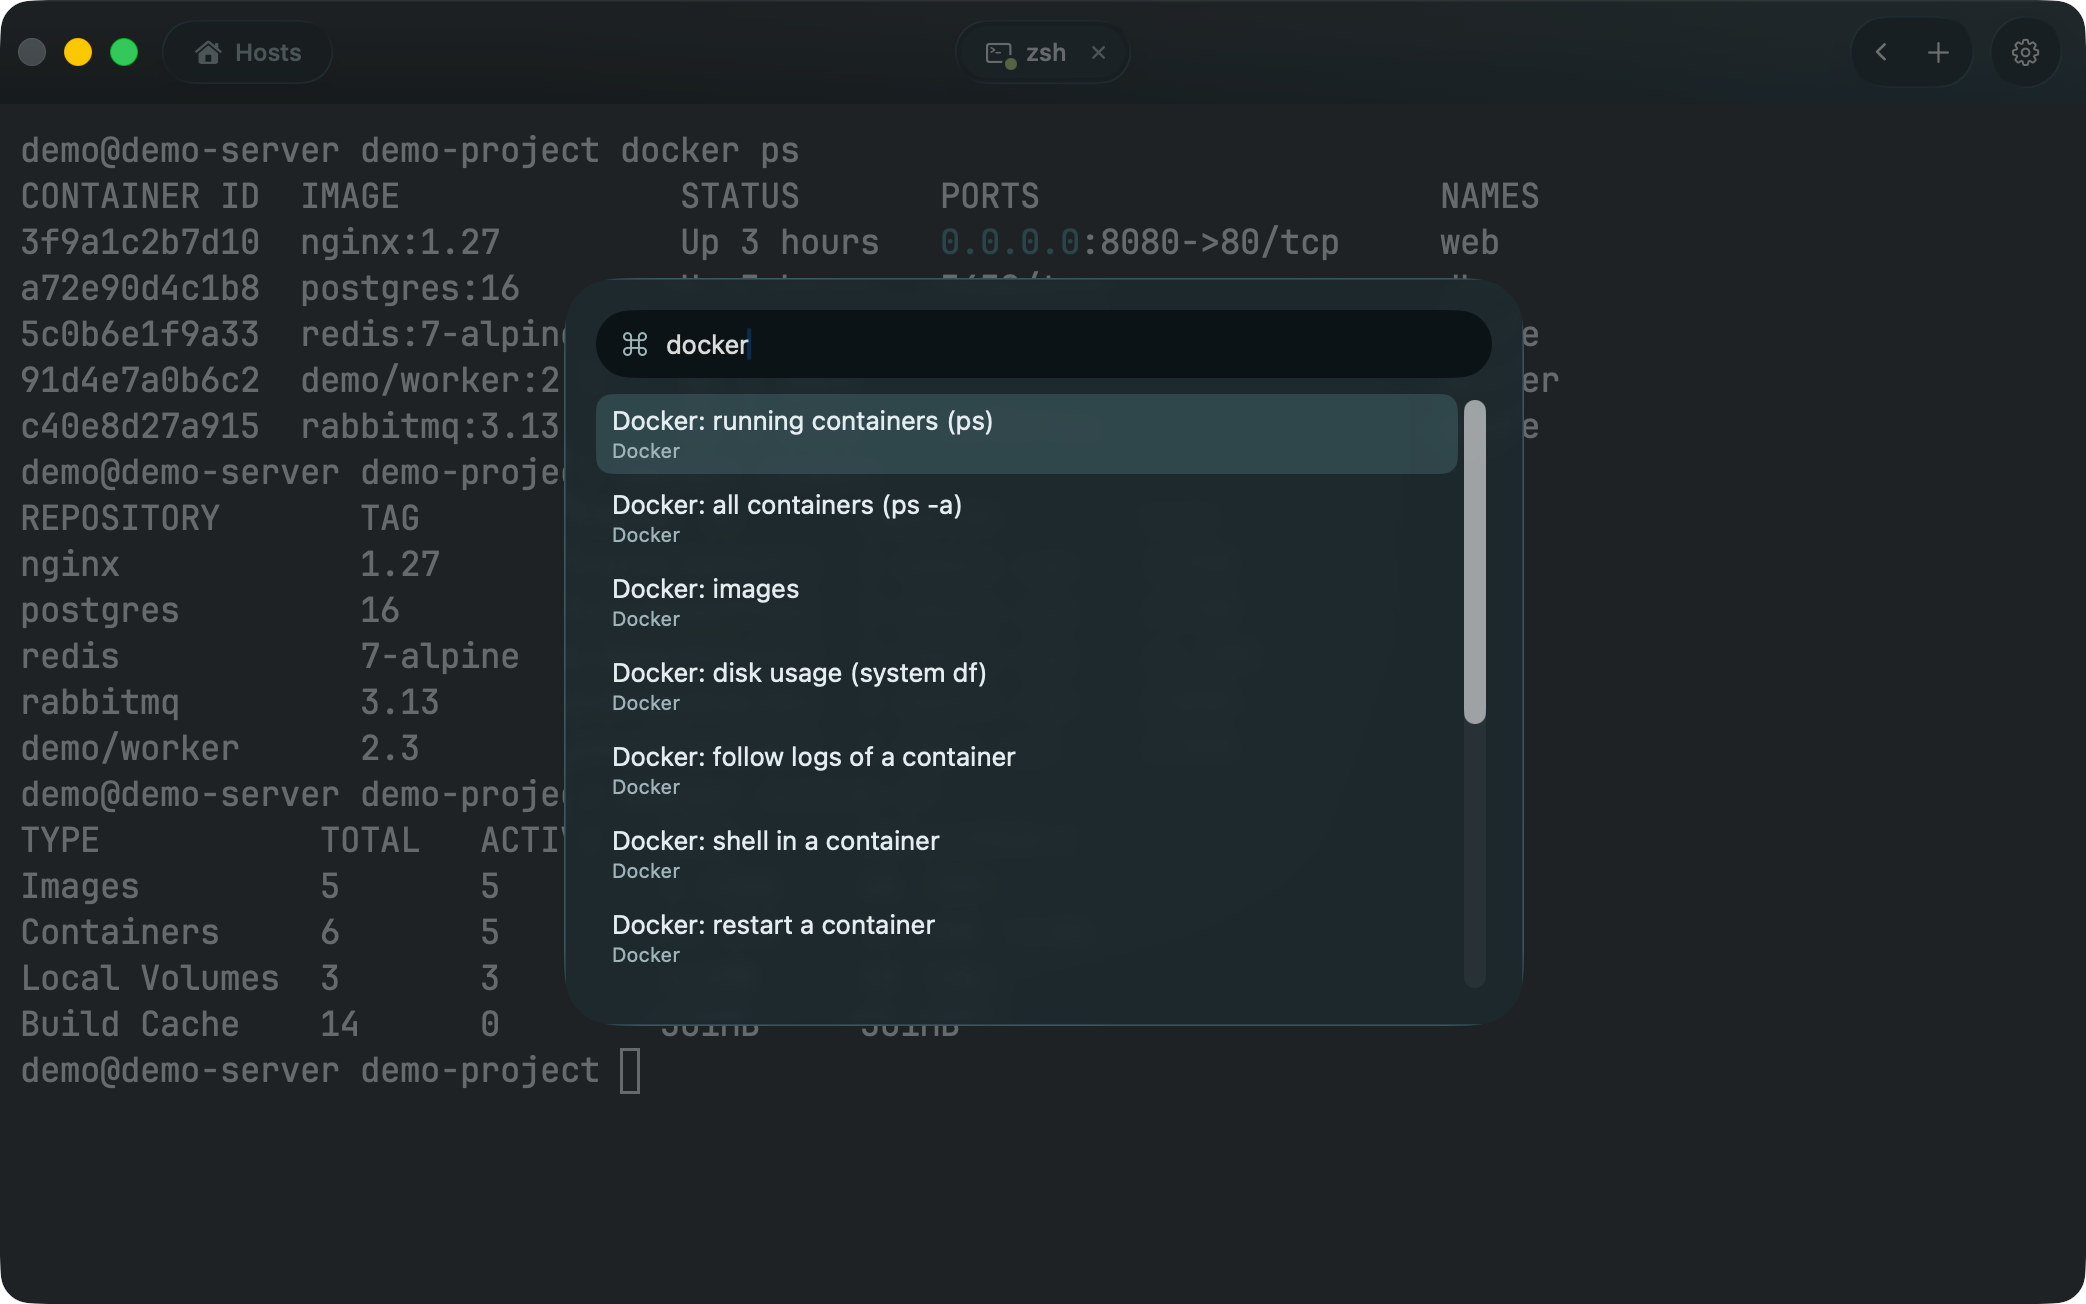 Hosts
zsh
demo@demo-server demo-project docker ps
CONTAINER ID  IMAGE  STATUS  PORTS  NAMES
3f9a1c2b7d10  nginx:1.27  Up 3 hours  0.0.0.0:8080->80/tcp  web
a72e90d4c1b8  postgres:16
5c0b6e1f9a33  redis:7-alpine
91d4e7a0b6c2  demo/worker:2
c40e8d27a915  rabbitmq:3.13
demo@demo-server
REPOSITORY  TAG
nginx  1.27
postgres  16
redis  7-alpine
rabbitmq  3.13
demo/worker  2.3
demo@demo-server
TYPE  TOTAL
Images  5  5
Containers  6  5
Local Volumes  3  3
Build Cache  14  0
demo@demo-server demo-project
docker
Docker: running containers (ps)
Docker
Docker: all containers (ps -a)
Docker
Docker: images
Docker
Docker: disk usage (system df)
Docker
Docker: follow logs of a container
Docker
Docker: shell in a container
Docker
Docker: restart a container
Docker